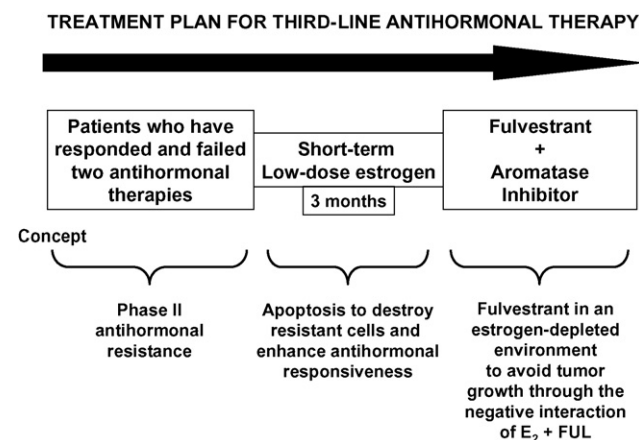 TREATMENT PLAN FOR THIRD-LINE ANTIHORMONAL THERAPY
Patients who have
responded and failed
two antihormonal
therapies
Short-term
Low-dose estrogen
3 months
Fulvestrant
+
Aromatase
Inhibitor
Concept
Phase II
antihormonal
resistance
Apoptosis to destroy
resistant cells and
enhance antihormonal
responsiveness
Fulvestrant in an
estrogen-depleted
environment
to avoid tumor
growth through the
negative interaction
of E₂ + FUL